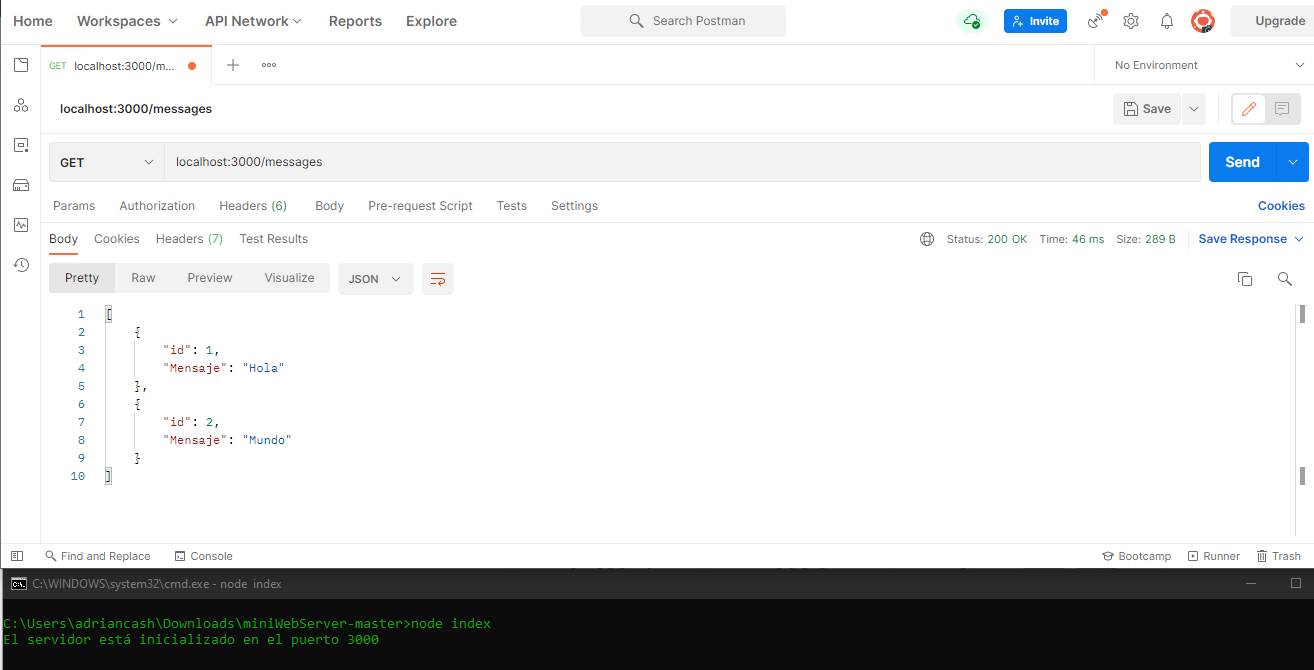 Home Workspaces API Network Reports Explore Search Postman Invite Upgrade
GET localhost:3000/m... No Environment
localhost:3000/messages Save
GET localhost:3000/messages Send
Params Authorization Headers (6) Body Pre-request Script Tests Settings Cookies
Body Cookies Headers (7) Test Results Status: 200 OK Time: 46 ms Size: 289 B Save Response
Pretty Raw Preview Visualize JSON
1 [
2 {
3 "id": 1,
4 "Mensaje": "Hola"
5 },
6 {
7 "id": 2,
8 "Mensaje": "Mundo"
9 }
10 ]
Find and Replace Console Bootcamp Runner Trash
C:\WINDOWS\system32\cmd.exe - node index
C:\Users\adriancash\Downloads\miniWebServer-master>node index
El servidor está inicializado en el puerto 3000